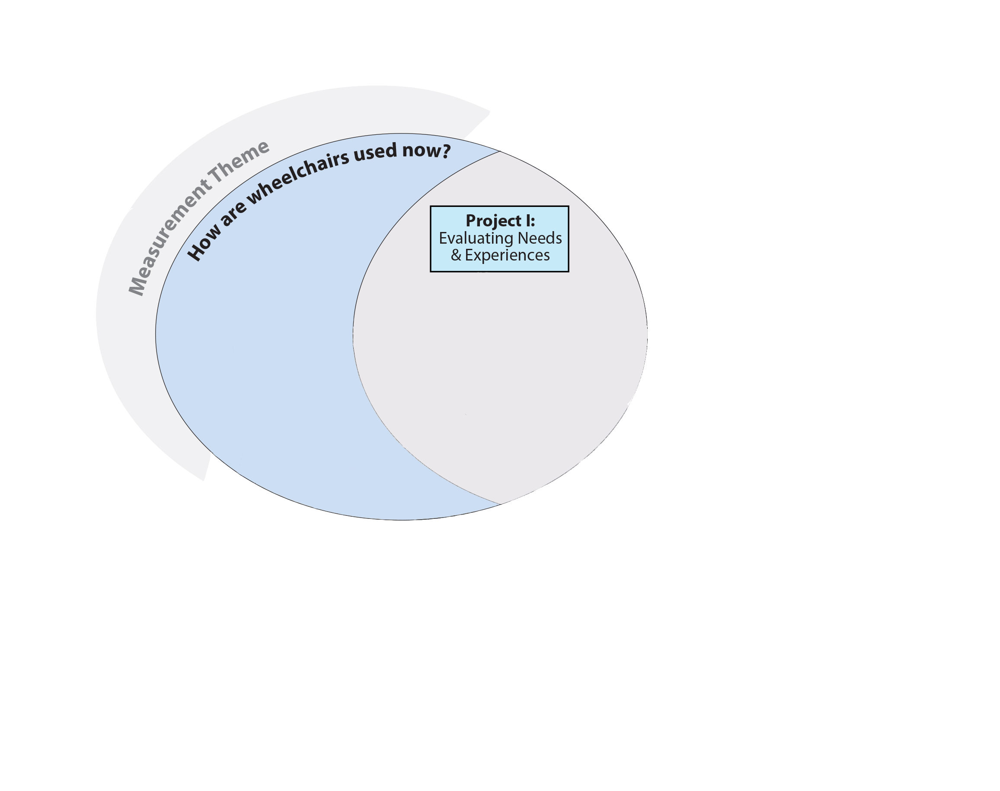 Measurement Theme
How are wheelchairs used now?
Project I:
Evaluating Needs
& Experiences